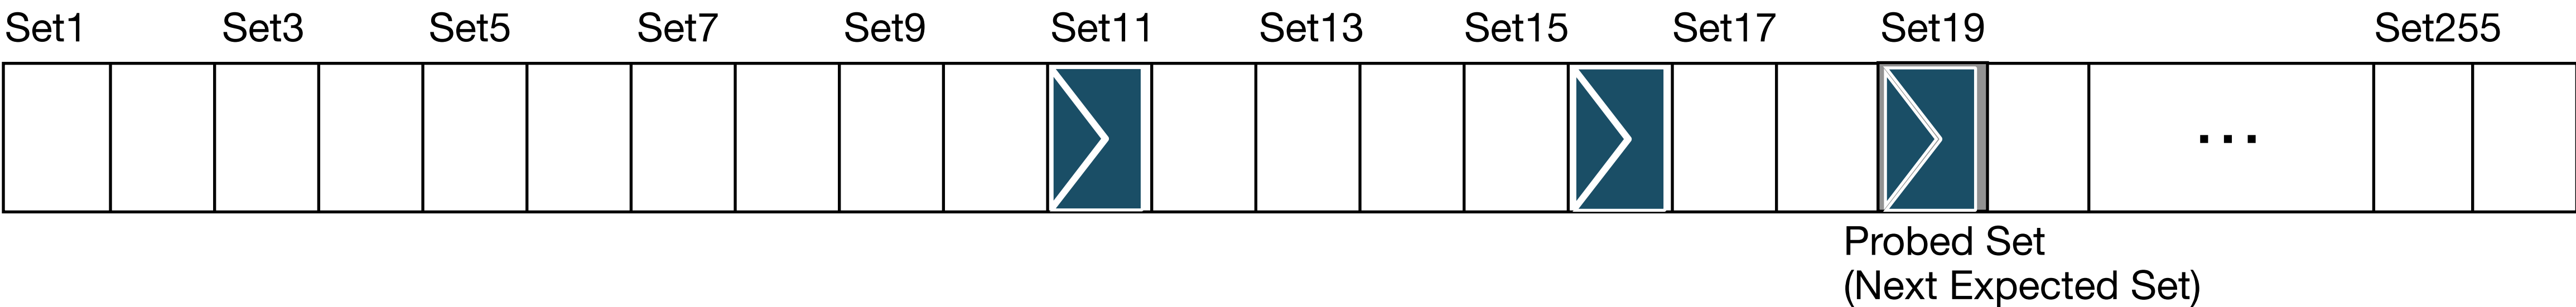 Set1 Set3 Set5 Set7 Set9 Set11 Set13 Set15 Set17 Set19 Set255
...
Probed Set
(Next Expected Set)